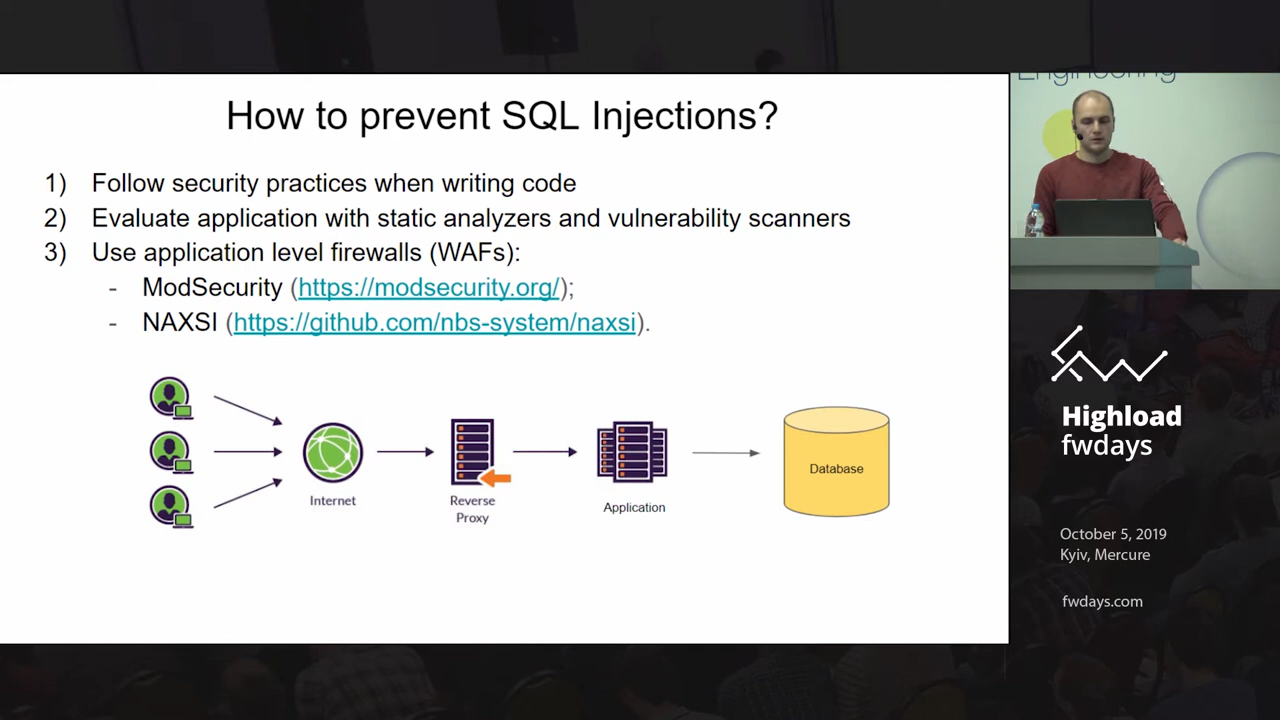 How to prevent SQL Injections?
1) Follow security practices when writing code
2) Evaluate application with static analyzers and vulnerability scanners
3) Use application level firewalls (WAFs):
- ModSecurity (https://modsecurity.org/);
- NAXSI (https://github.com/nbs-system/naxsi).
Internet
Reverse
Proxy
Application
Database
Engineering
Highload
fwdays
October 5, 2019
Kyiv, Mercure
fwdays.com